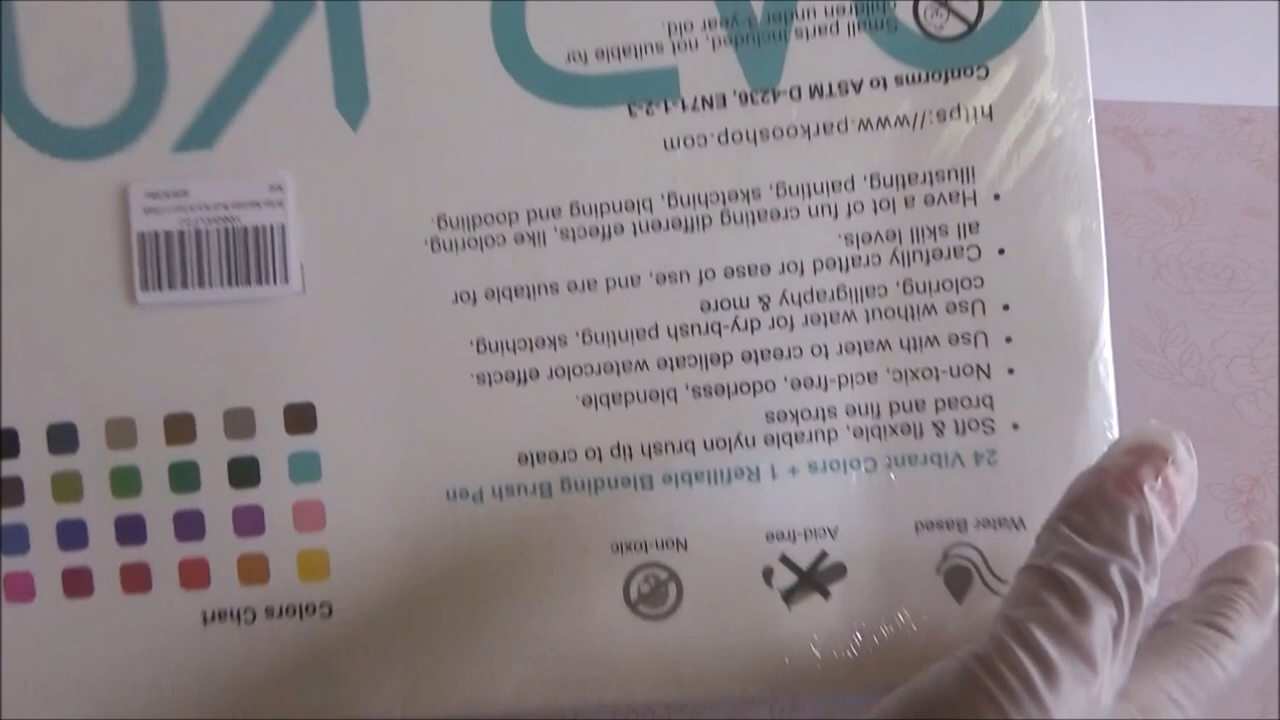 Water Based
Acid-free
Non-toxic
24 Vibrant Colors + 1 Refillable Blending Brush Pen
• Soft & flexible, durable nylon brush tip to create
broad and fine strokes
• Non-toxic, acid-free, odorless, blendable.
• Use with water to create delicate watercolor effects.
• Use without water for dry-brush painting, sketching,
coloring, calligraphy & more
• Carefully crafted for ease of use, and are suitable for
all skill levels.
• Have a lot of fun creating different effects, like coloring,
illustrating, painting, sketching, blending and doodling.
https://www.parkooshop.com
Conforms to ASTM D-4236, EN71-1-2-3
Small parts included, not suitable for
children under 3 year old.
Colors Chart